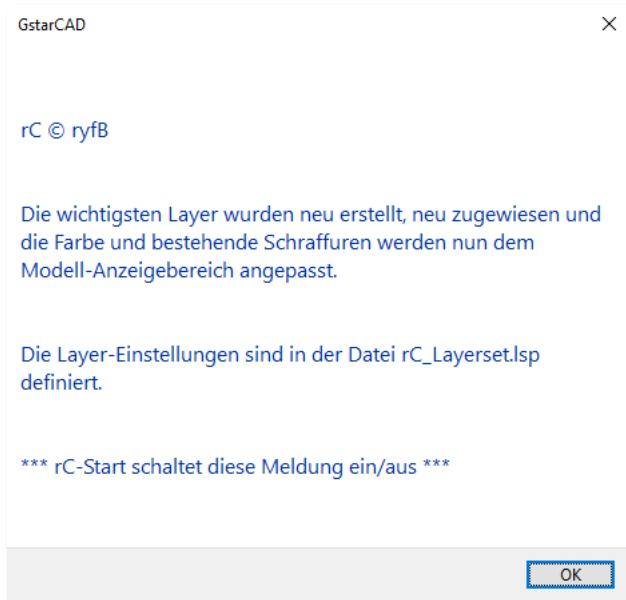 GstarCAD
rC © ryfB
Die wichtigsten Layer wurden neu erstellt, neu zugewiesen und
die Farbe und bestehende Schraffuren werden nun dem
Modell-Anzeigebereich angepasst.
Die Layer-Einstellungen sind in der Datei rC_Layerset.lsp
definiert.
*** rC-Start schaltet diese Meldung ein/aus ***
OK